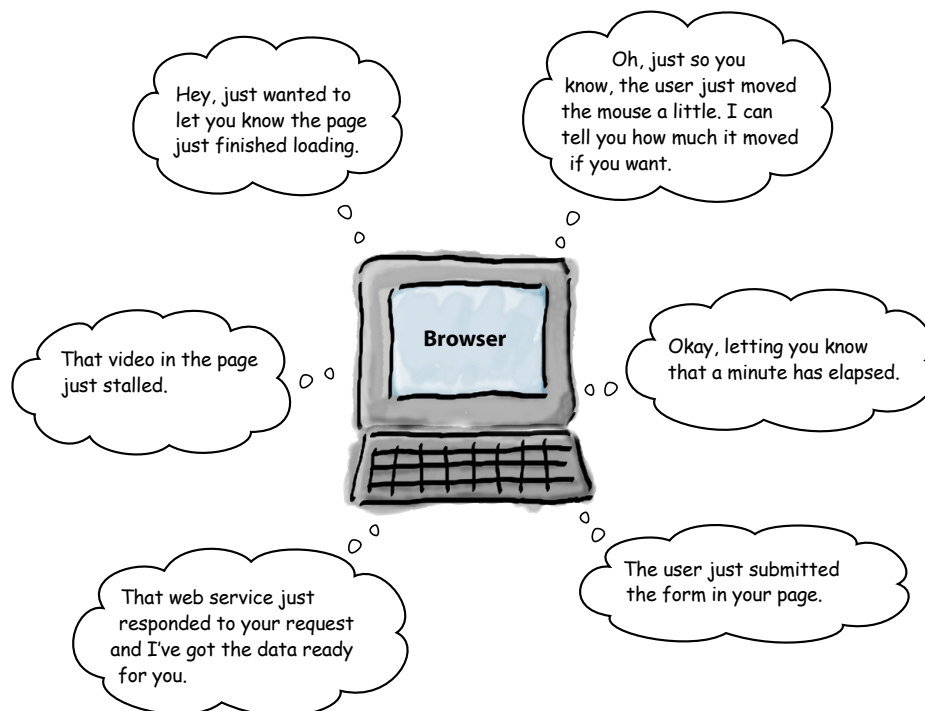 Hey, just wanted to
let you know the page
just finished loading.
Oh, just so you
know, the user just moved
the mouse a little. I can
tell you how much it moved
if you want.
Browser
That video in the page
just stalled.
Okay, letting you know
that a minute has elapsed.
That web service just
responded to your request
and I've got the data ready
for you.
The user just submitted
the form in your page.